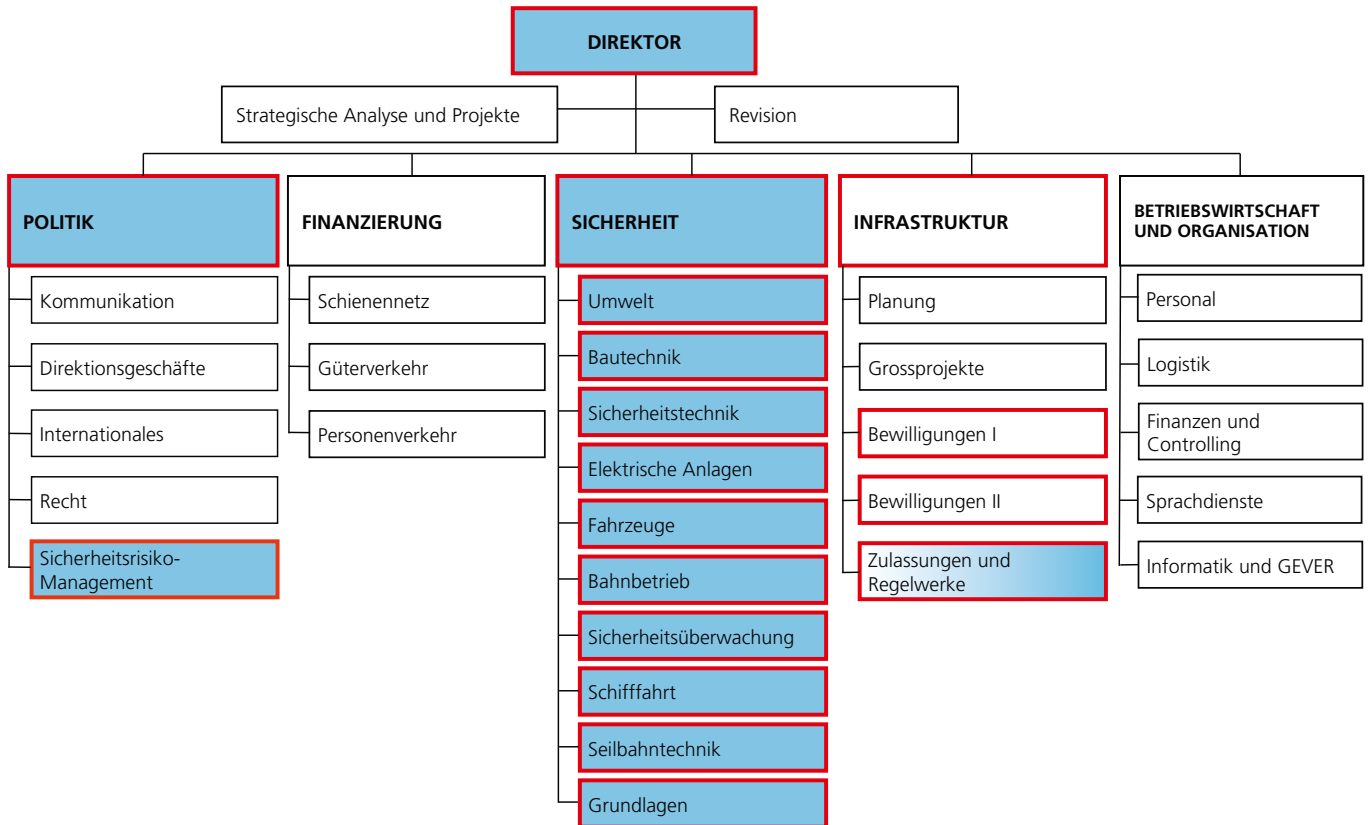 DIREKTOR
Strategische Analyse und Projekte
Revision
POLITIK
Kommunikation
Direktionsgeschäfte
Internationales
Recht
Sicherheitsrisiko-
Management
FINANZIERUNG
Schienennetz
Güterverkehr
Personenverkehr
SICHERHEIT
Umwelt
Bautechnik
Sicherheitstechnik
Elektrische Anlagen
Fahrzeuge
Bahnbetrieb
Sicherheitsüberwachung
Schifffahrt
Seilbahntechnik
Grundlagen
INFRASTRUKTUR
Planung
Grossprojekte
Bewilligungen I
Bewilligungen II
Zulassungen und
Regelwerke
BETRIEBSWIRTSCHAFT
UND ORGANISATION
Personal
Logistik
Finanzen und
Controlling
Sprachdienste
Informatik und GEVER